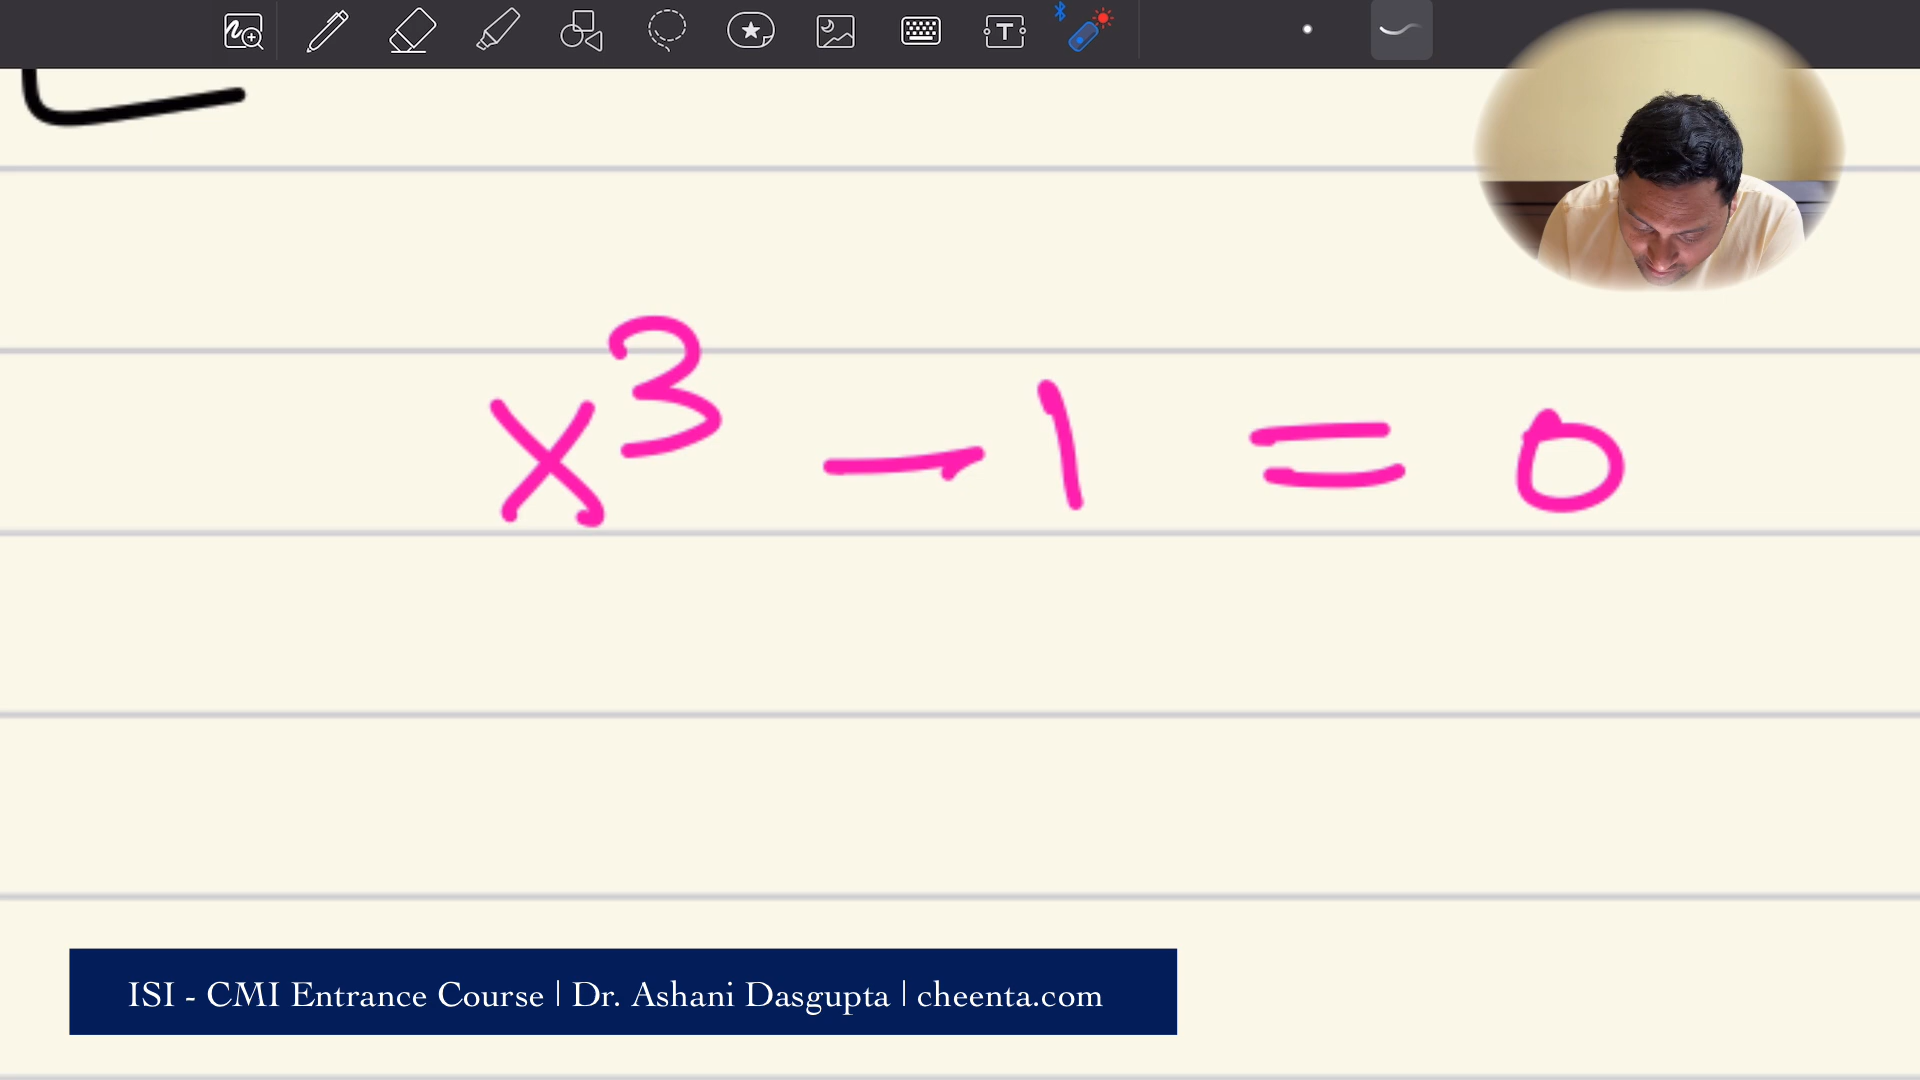 x³ - 1 = 0
ISI - CMI Entrance Course | Dr. Ashani Dasgupta | cheenta.com